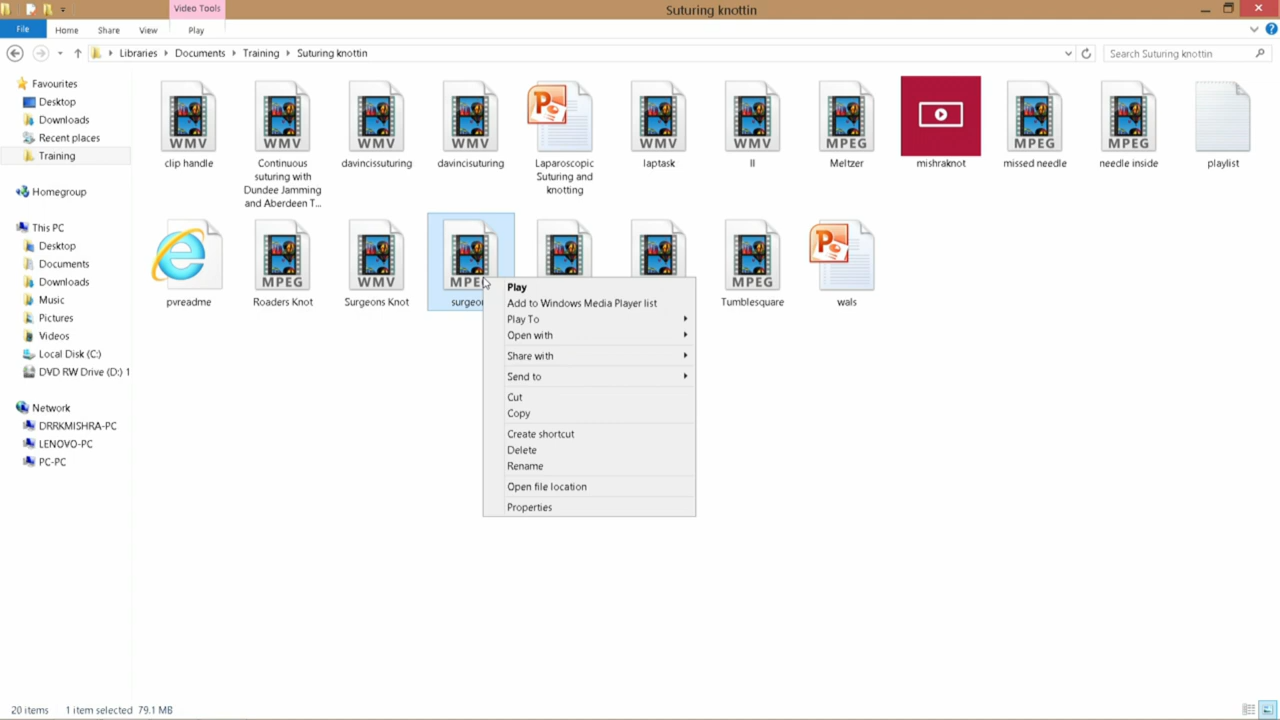 Video Tools
Suturing knottin
File
Home
Share
View
Play
Libraries
Documents
Training
Suturing knottin
Search Suturing knottin
Favourites
Desktop
Downloads
Recent places
Training
Homegroup
This PC
Desktop
Documents
Downloads
Music
Pictures
Videos
Local Disk (C:)
DVD RW Drive (D:) 1
Network
DRRKMISHRA-PC
LENOVO-PC
PC-PC
WMV
WMV
WMV
MPEG
P
MPEG
WMV
MPEG
MPEG
MPEG
clip handle
Continuous
suturing with
Dundee Jamming
and Aberdeen T...
davincissuturing
davincisuturing
Laparoscopic
Suturing and
knotting
laptask
ll
Meltzer
mishraknot
missed needle
needle inside
playlist
MPEG
WMV
MPEG
MPEG
P
pvreadme
Roaders Knot
Surgeons Knot
Tumblesquare
wals
Play
Add to Windows Media Player list
Play To
Open with
Share with
Send to
Cut
Copy
Create shortcut
Delete
Rename
Open file location
Properties
20 items
1 item selected 79.1 MB